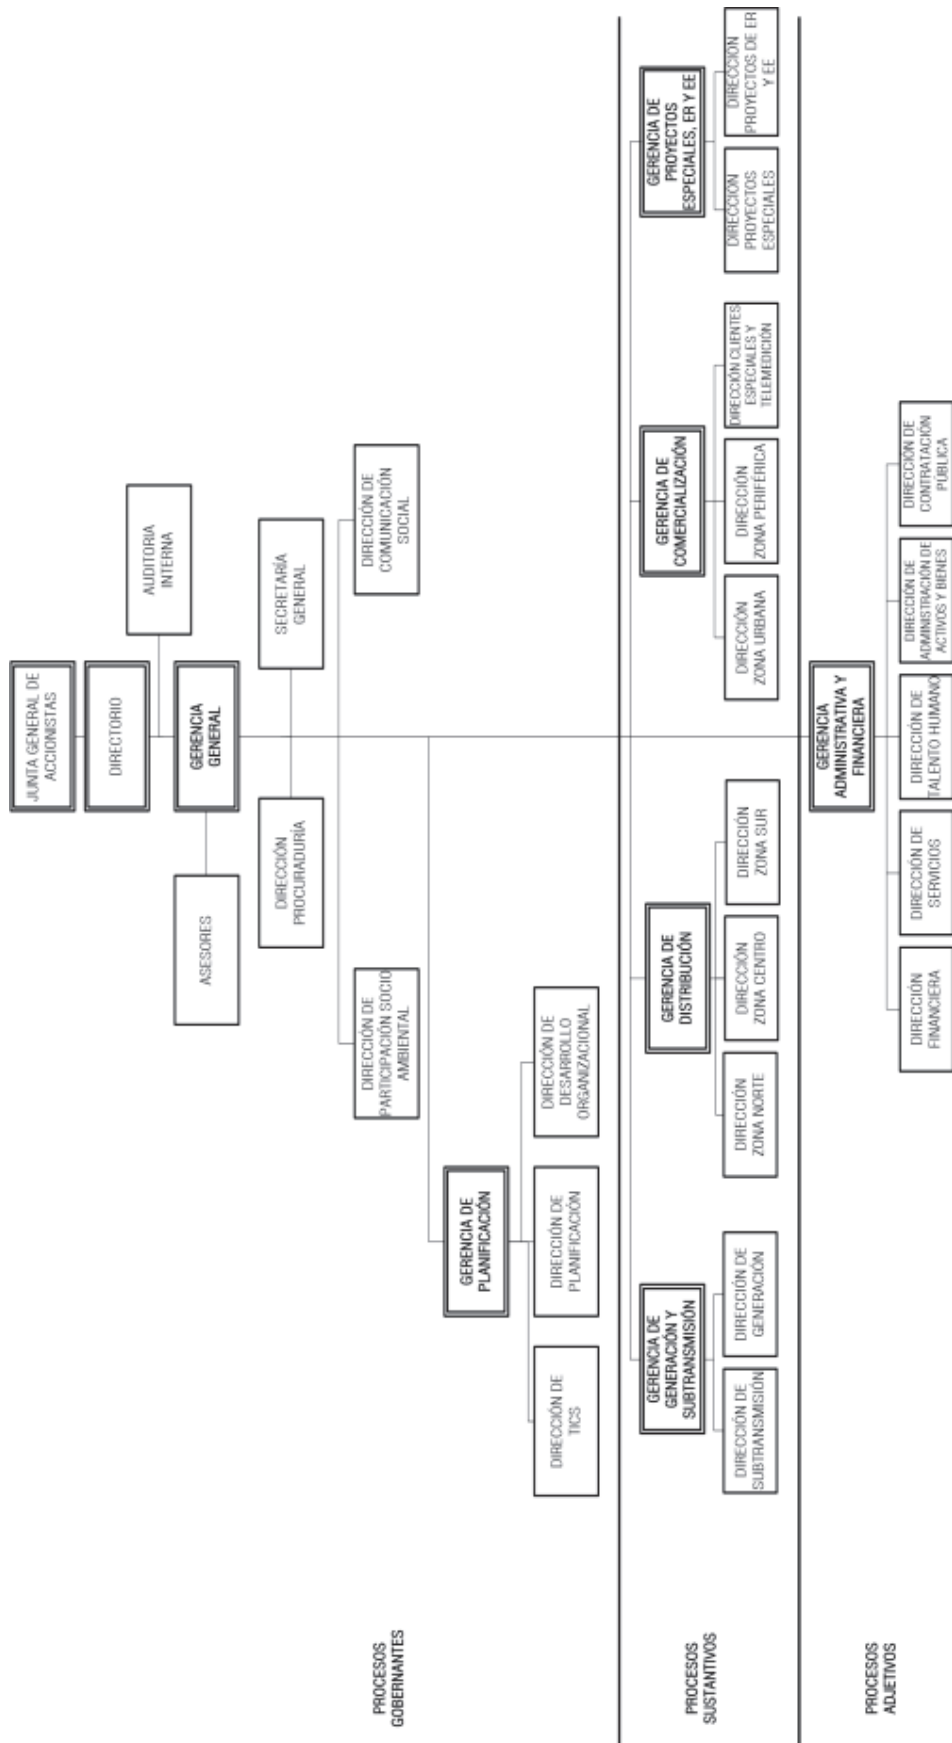 JUNTA GENERAL DE
ACCIONISTAS
DIRECTORIO
AUDITORIA
INTERNA
ASESORES
GERENCIA
GENERAL
DIRECCIÓN
PROCURADURÍA
SECRETARÍA
GENERAL
DIRECCIÓN DE
PARTICIPACIÓN SOCIO
AMBIENTAL
DIRECCIÓN DE
COMUNICACIÓN
SOCIAL
PROCESOS
GOBERNANTES
GERENCIA DE
PLANIFICACIÓN
DIRECCIÓN DE
TICS
DIRECCIÓN DE
PLANIFICACIÓN
DIRECCIÓN DE
DESARROLLO
ORGANIZACIONAL
PROCESOS
SUSTANTIVOS
GERENCIA DE
GENERACIÓN Y
SUBTRANSMISIÓN
GERENCIA DE
DISTRIBUCIÓN
GERENCIA DE
COMERCIALIZACIÓN
GERENCIA DE
PROYECTOS
ESPECIALES, ER Y EE
DIRECCIÓN DE
SUBTRANSMISIÓN
DIRECCIÓN DE
GENERACIÓN
DIRECCIÓN
ZONA NORTE
DIRECCIÓN
ZONA CENTRO
DIRECCIÓN
ZONA SUR
DIRECCIÓN
ZONA URBANA
DIRECCIÓN
ZONA PERIFÉRICA
DIRECCIÓN CLIENTES
ESPECIALES Y
TELEMEDICIÓN
DIRECCION
PROYECTOS
ESPECIALES
DIRECCION
PROYECTOS DE ER
Y EE
PROCESOS
ADJETIVOS
GERENCIA
ADMINISTRATIVA Y
FINANCIERA
DIRECCIÓN
FINANCIERA
DIRECCIÓN DE
SERVICIOS
DIRECCIÓN DE
TALENTO HUMANO
DIRECCIÓN DE
ADMINISTRACIÓN DE
ACTIVOS Y BIENES
DIRECCIÓN DE
CONTRATACIÓN
PÚBLICA